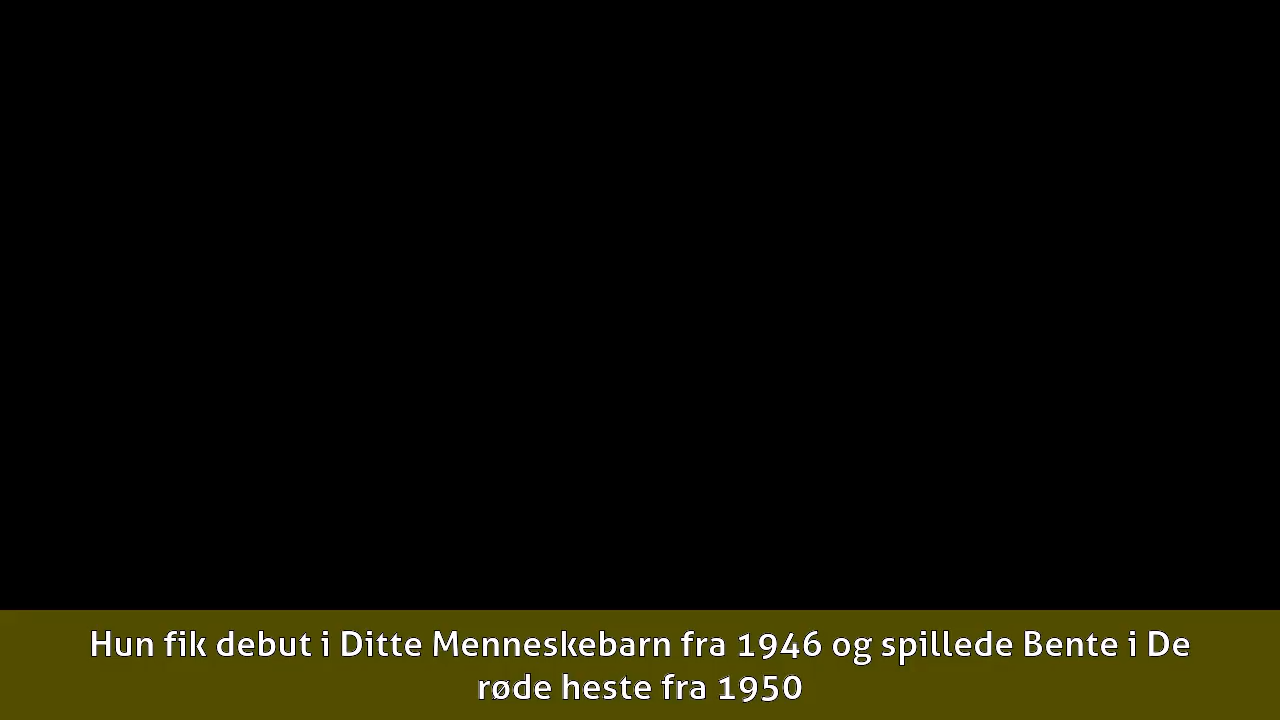 Hun fik debut i Ditte Menneskebarn fra 1946 og spillede Bente i De
røde heste fra 1950